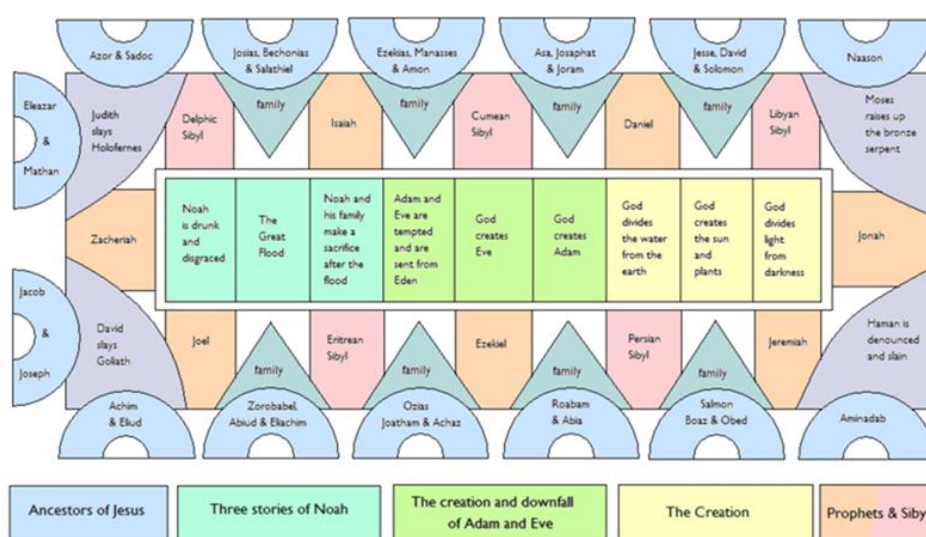 Azor & Sadoc
Josias, Bechonias
& Salathiel
Ezekias, Manasses
& Amon
Asa, Josaphat
& Joram
Jesse, David
& Solomon
Naason
Eleazar
&
Mathan
Judith
slays
Holofernes
Delphic
Sibyl
family
Isaiah
family
Cumean
Sibyl
family
Daniel
family
Libyan
Sibyl
Moses
raises up
the bronze
serpent
Zacheriah
Noah
is drunk
and
disgraced
The
Great
Flood
Noah and
his family
make a
sacrifice
after the
flood
Adam and
Eve are
tempted
and are
sent from
Eden
God
creates
Eve
God
creates
Adam
God
divides
the water
from the
earth
God
creates
the sun
and
plants
God
divides
light
from
darkness
Jonah
Jacob
&
Joseph
David
slays
Goliath
Joel
family
Eritrean
Sibyl
family
Ezekiel
family
Persian
Sibyl
family
Jeremiah
Haman is
denounced
and slain
Achim
& Eliud
Zorobabel,
Abiud & Eliachim
Ozias
Joatham & Achaz
Roabam
& Abia
Salmon
Boaz & Obed
Aminadab
Ancestors of Jesus
Three stories of Noah
The creation and downfall
of Adam and Eve
The Creation
Prophets & Siby